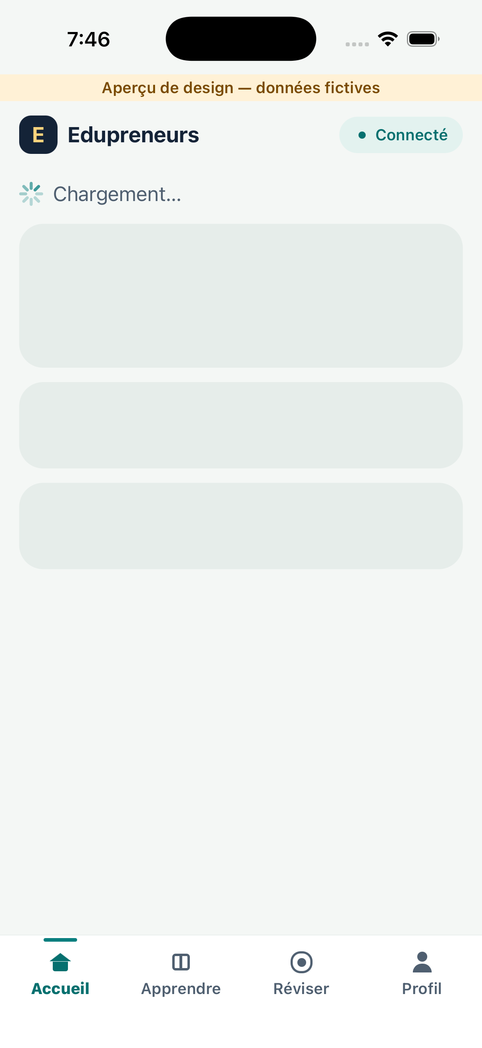 7:46
Aperçu de design — données fictives
E Edupreneurs
Connecté
Chargement...
Accueil
Apprendre
Réviser
Profil